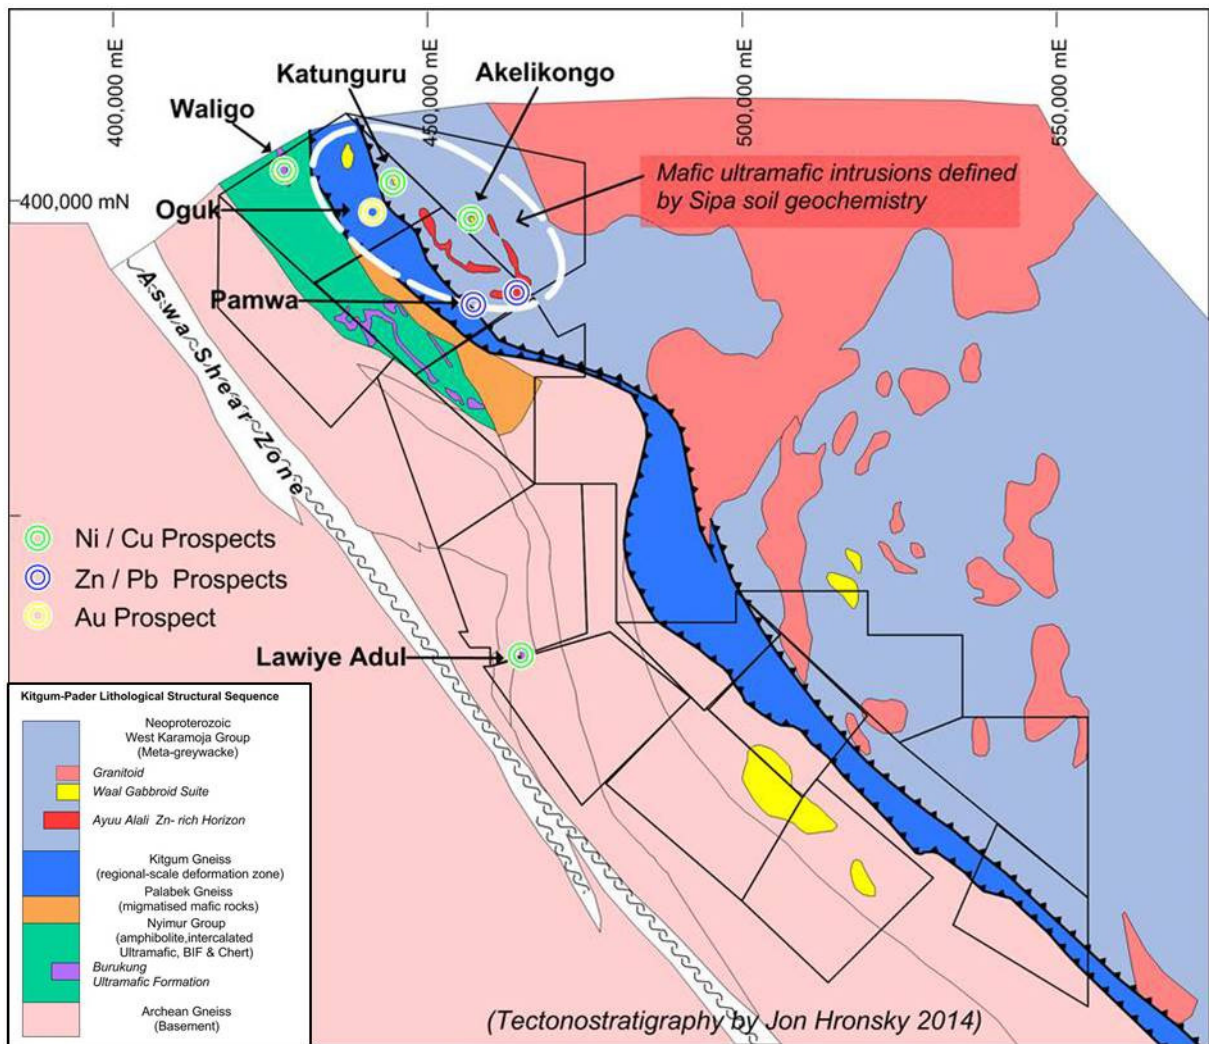 400,000 mE
450,000 mE
500,000 mE
550,000 mE
Katunguru
Akelikongo
Waligo
Mafic ultramafic intrusions defined
by Sipa soil geochemistry
400,000 mN
Oguk
Pamwa
Aswa Shear Zone
Ni / Cu Prospects
Zn / Pb Prospects
Au Prospect
Lawiye Adul
Kitgum-Pader Lithological Structural Sequence
Neoproterozoic
West Karamoja Group
(Meta-greywacke)
Granitoid
Waal Gabbroid Suite
Ayuu Alali Zn- rich Horizon
Kitgum Gneiss
(regional-scale deformation zone)
Palabek Gneiss
(migmatised mafic rocks)
Nyimur Group
(amphibolite,intercalated
Ultramafic, BIF & Chert)
Burukung
Ultramafic Formation
Archean Gneiss
(Basement)
(Tectonostratigraphy by Jon Hronsky 2014)